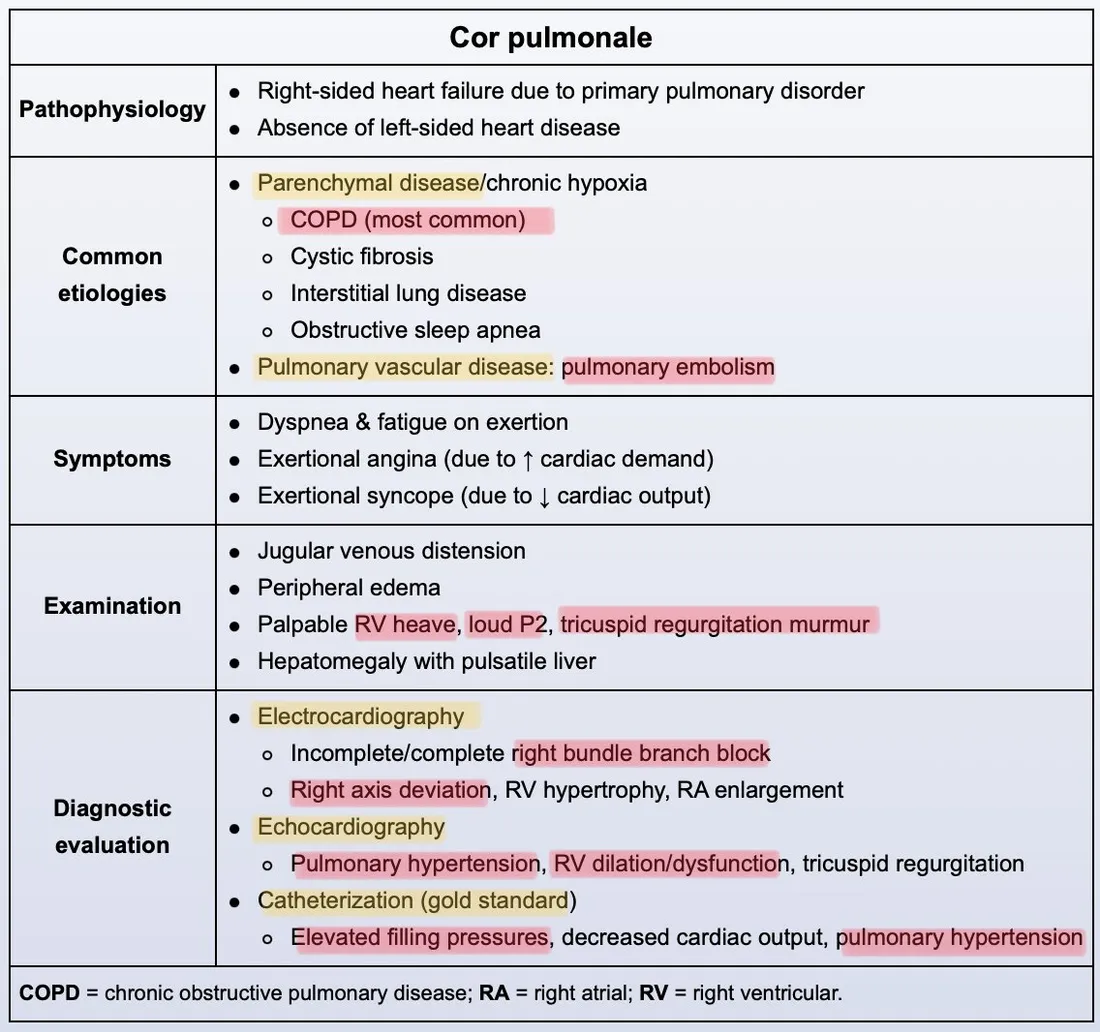 Cor pulmonale
Pathophysiology
● Right-sided heart failure due to primary pulmonary disorder
● Absence of left-sided heart disease
Common
etiologies
● Parenchymal disease/chronic hypoxia
○ COPD (most common)
○ Cystic fibrosis
○ Interstitial lung disease
○ Obstructive sleep apnea
● Pulmonary vascular disease: pulmonary embolism
Symptoms
● Dyspnea & fatigue on exertion
● Exertional angina (due to ↑ cardiac demand)
● Exertional syncope (due to ↓ cardiac output)
Examination
● Jugular venous distension
● Peripheral edema
● Palpable RV heave, loud P2, tricuspid regurgitation murmur
● Hepatomegaly with pulsatile liver
Diagnostic
evaluation
● Electrocardiography
○ Incomplete/complete right bundle branch block
○ Right axis deviation, RV hypertrophy, RA enlargement
● Echocardiography
○ Pulmonary hypertension, RV dilation/dysfunction, tricuspid regurgitation
● Catheterization (gold standard)
○ Elevated filling pressures, decreased cardiac output, pulmonary hypertension
COPD = chronic obstructive pulmonary disease; RA = right atrial; RV = right ventricular.